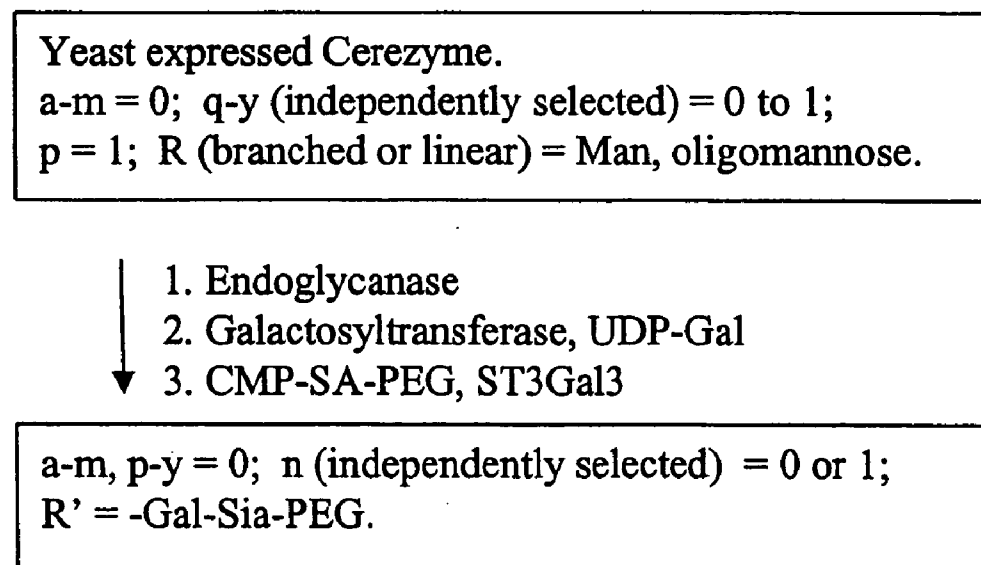 Yeast expressed Cerezyme.
a-m = 0; q-y (independently selected) = 0 to 1;
p = 1; R (branched or linear) = Man, oligomannose.
1. Endoglycanase
2. Galactosyltransferase, UDP-Gal
3. CMP-SA-PEG, ST3Gal3
a-m, p-y = 0; n (independently selected) = 0 or 1;
R' = -Gal-Sia-PEG.